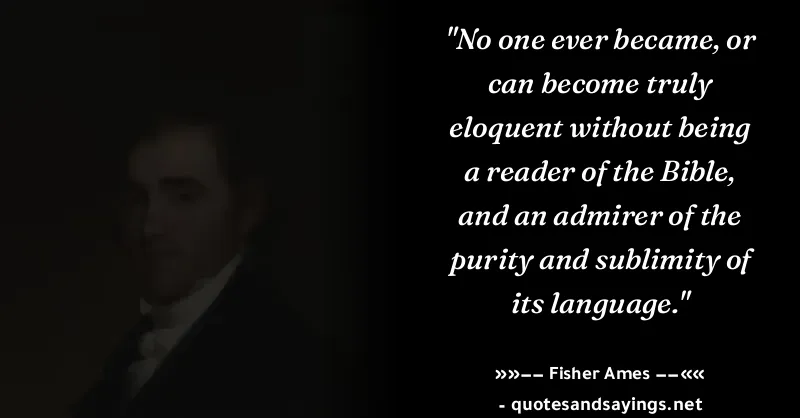 "No one ever became, or
can become truly
eloquent without being
a reader of the Bible,
and an admirer of the
purity and sublimity of
its language."
»»−− Fisher Ames −−««
- quotesandsayings.net